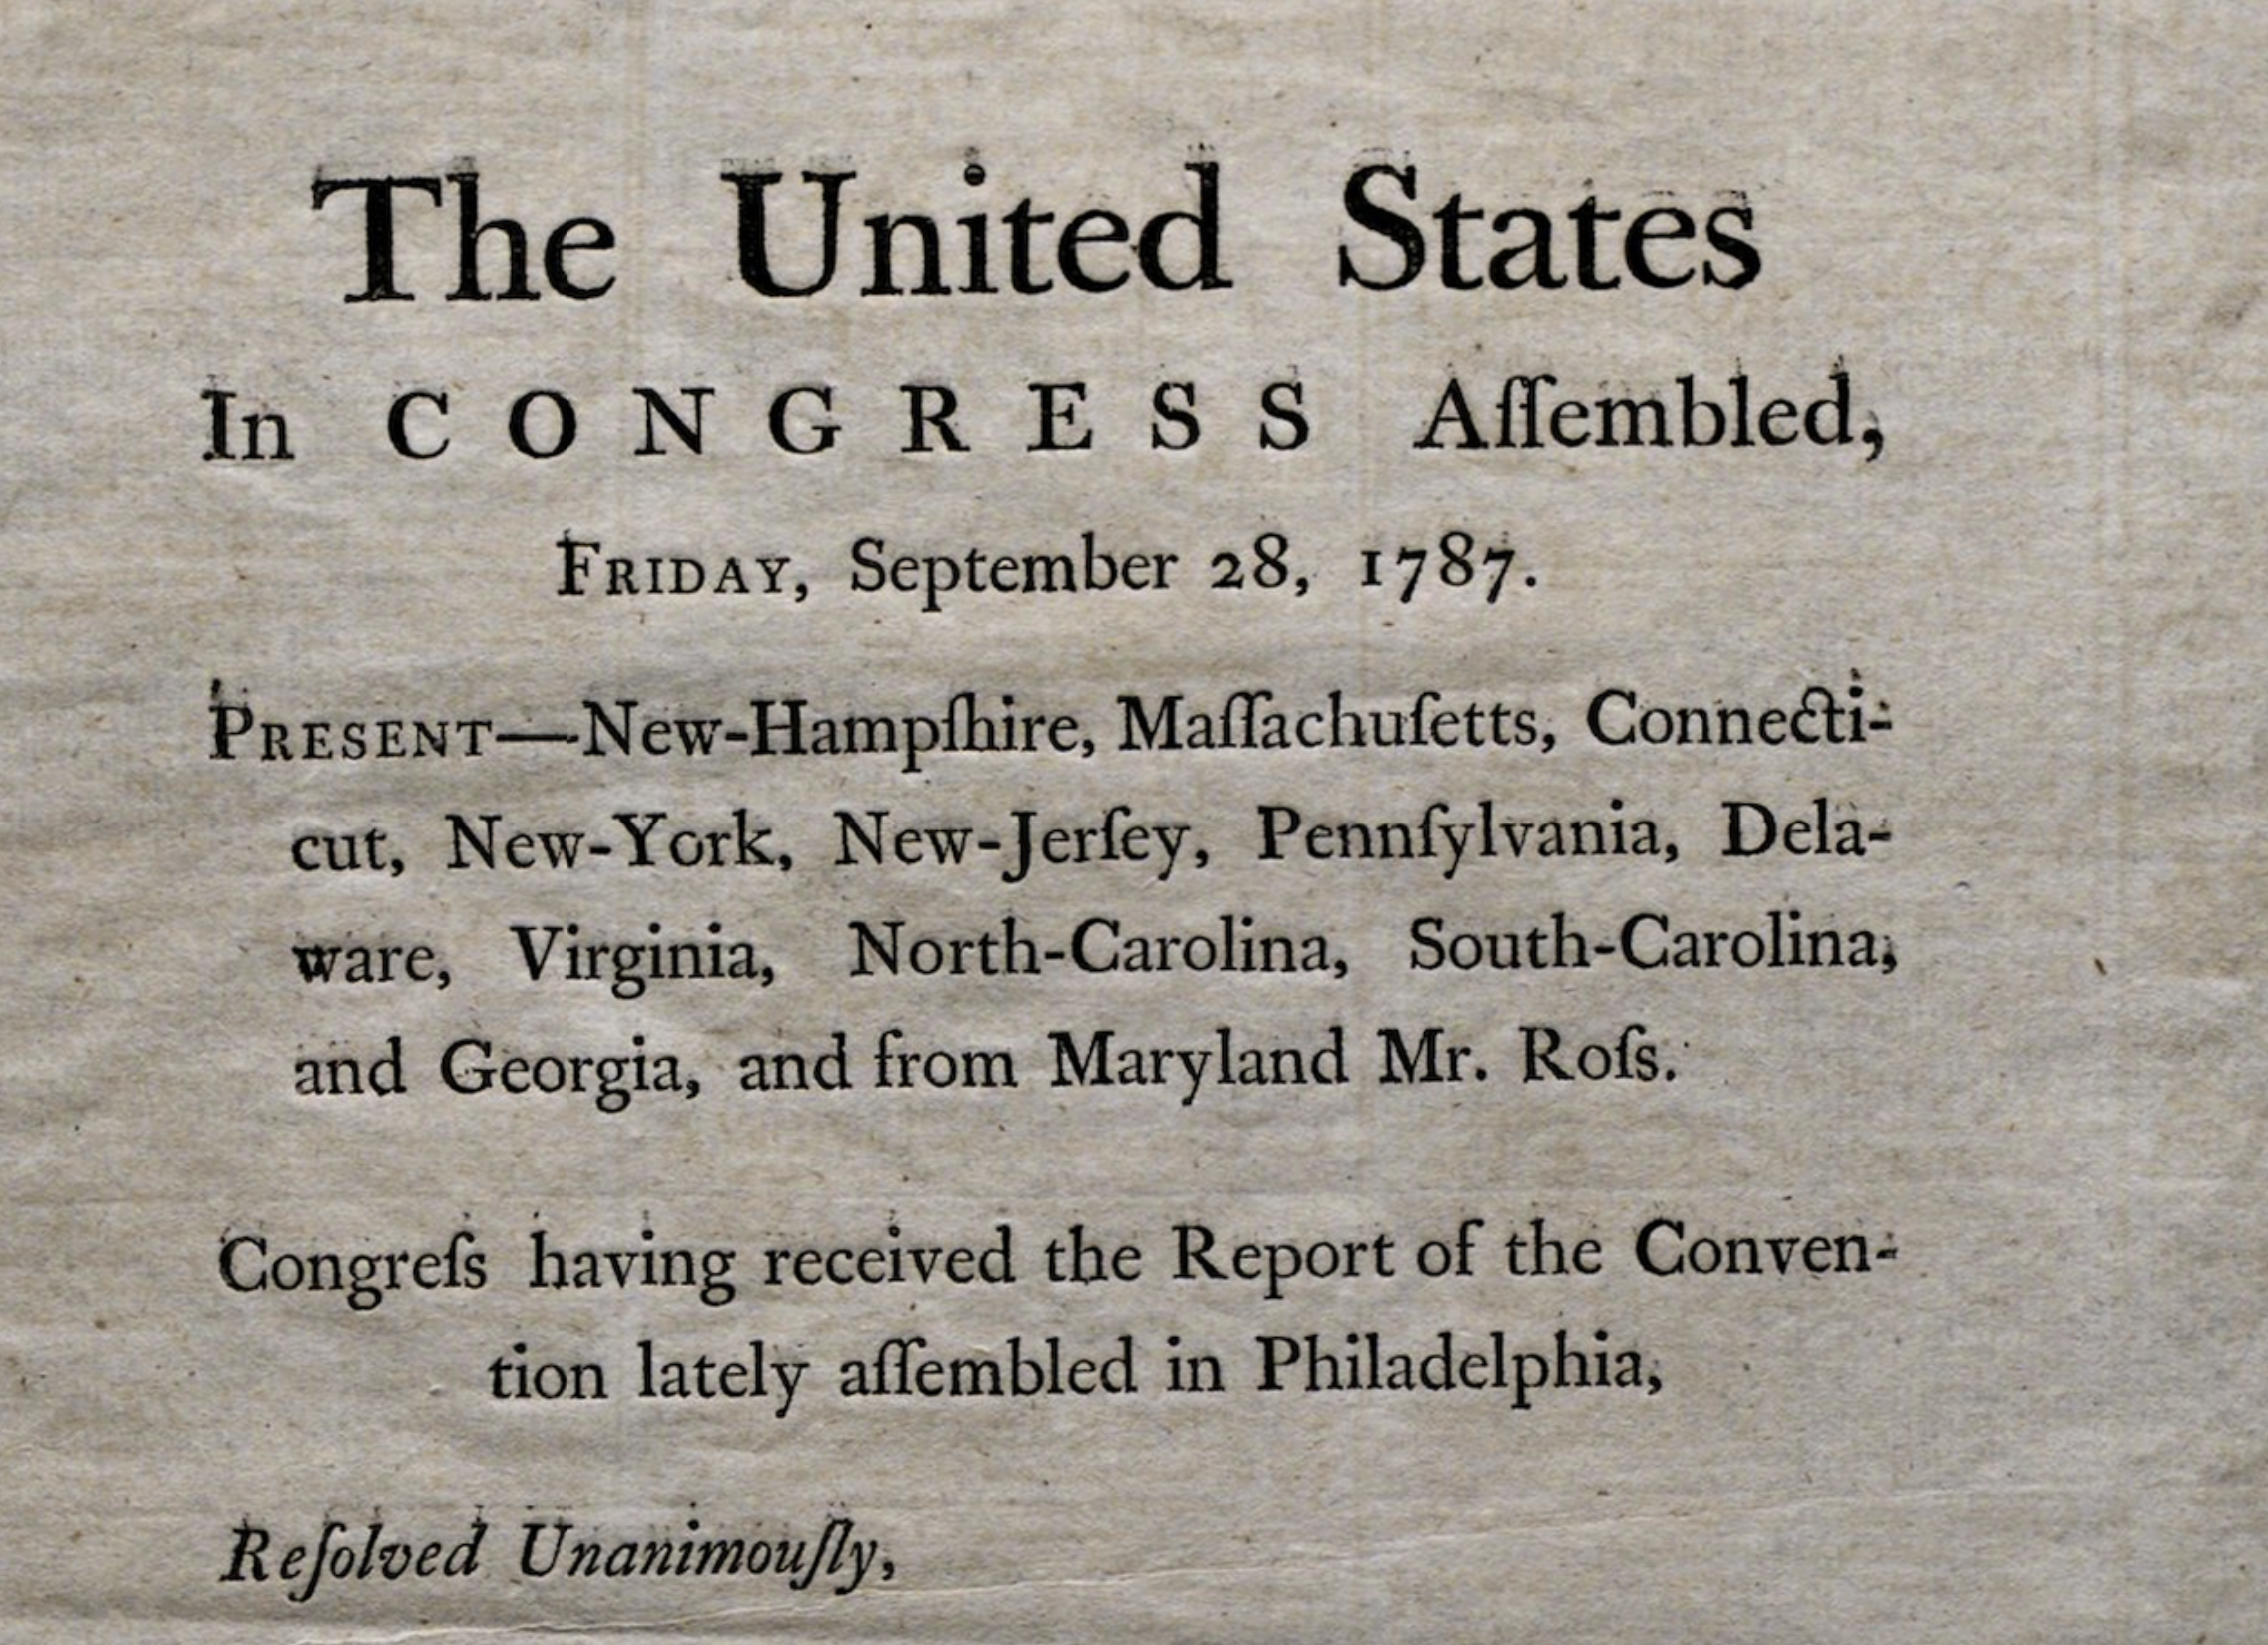 The United States
In CONGRESS Aſſembled,
FRIDAY, September 28, 1787.
PRESENT—New-Hampſhire, Maſſachuſetts, Connecti-
cut, New-York, New-Jerſey, Pennſylvania, Dela-
ware, Virginia, North-Carolina, South-Carolina,
and Georgia, and from Maryland Mr. Roſs.
Congreſs having received the Report of the Conven-
tion lately aſſembled in Philadelphia,
Reſolved Unanimouſly,